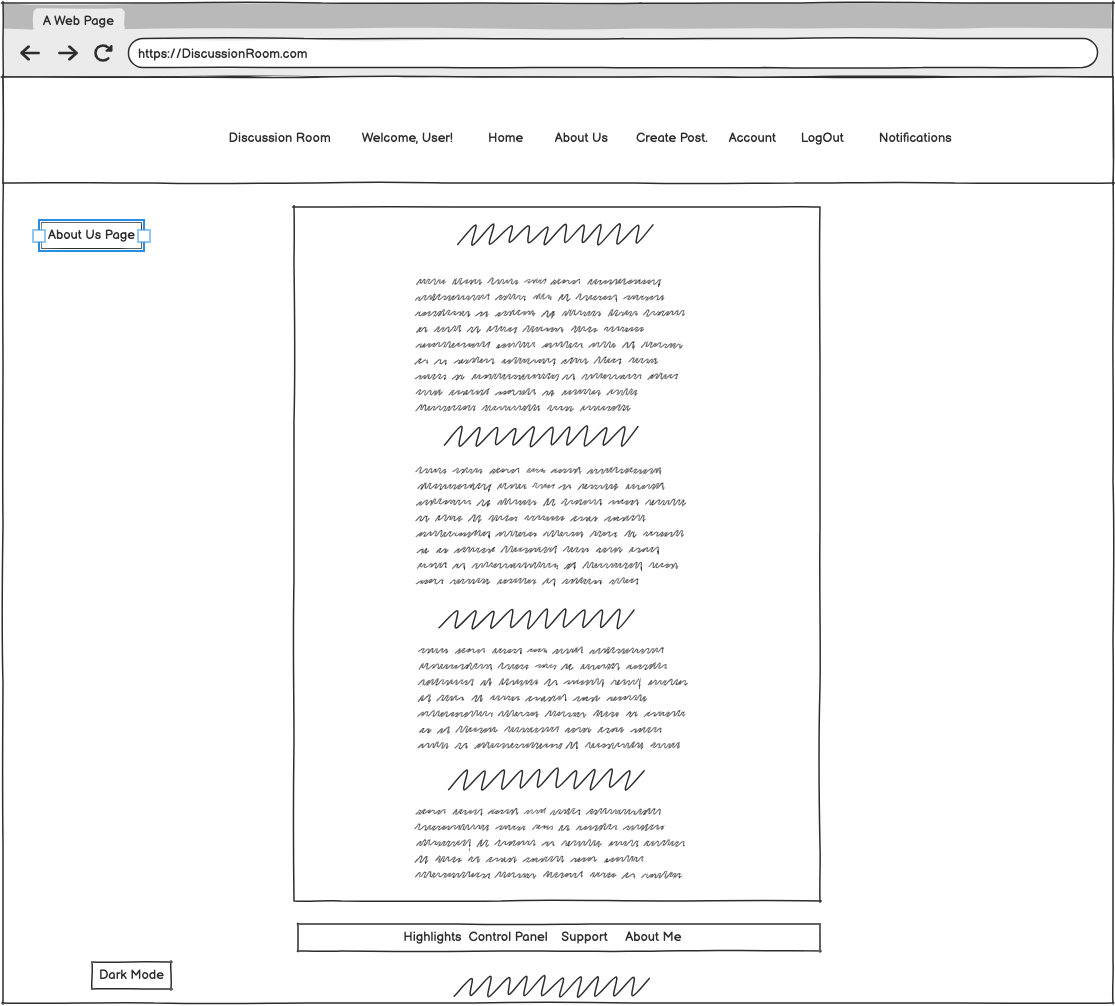 A Web Page
https://DiscussionRoom.com
Discussion Room Welcome, User! Home About Us Create Post. Account LogOut Notifications
About Us Page
Highlights Control Panel Support About Me
Dark Mode